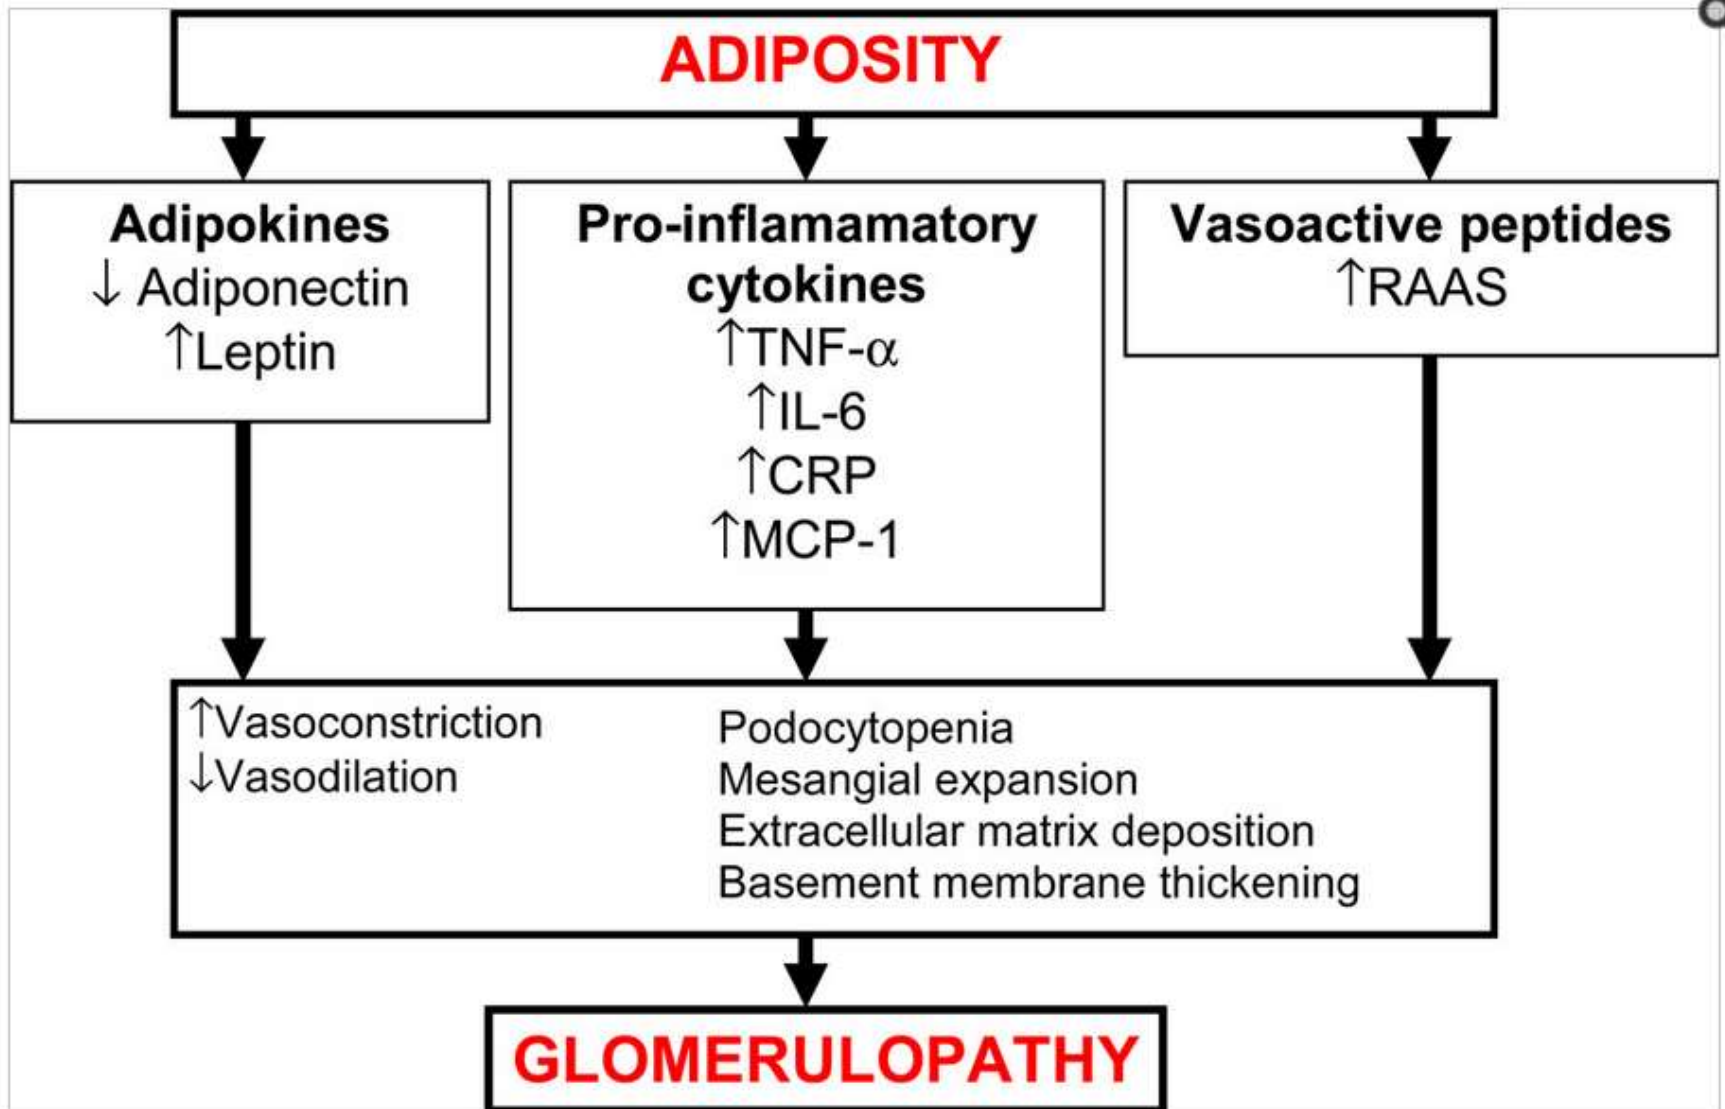 ADIPOSITY
Adipokines
↓ Adiponectin
↑Leptin
Pro-inflamamatory
cytokines
↑TNF-α
↑IL-6
↑CRP
↑MCP-1
Vasoactive peptides
↑RAAS
↑Vasoconstriction
↓Vasodilation
Podocytopenia
Mesangial expansion
Extracellular matrix deposition
Basement membrane thickening
GLOMERULOPATHY